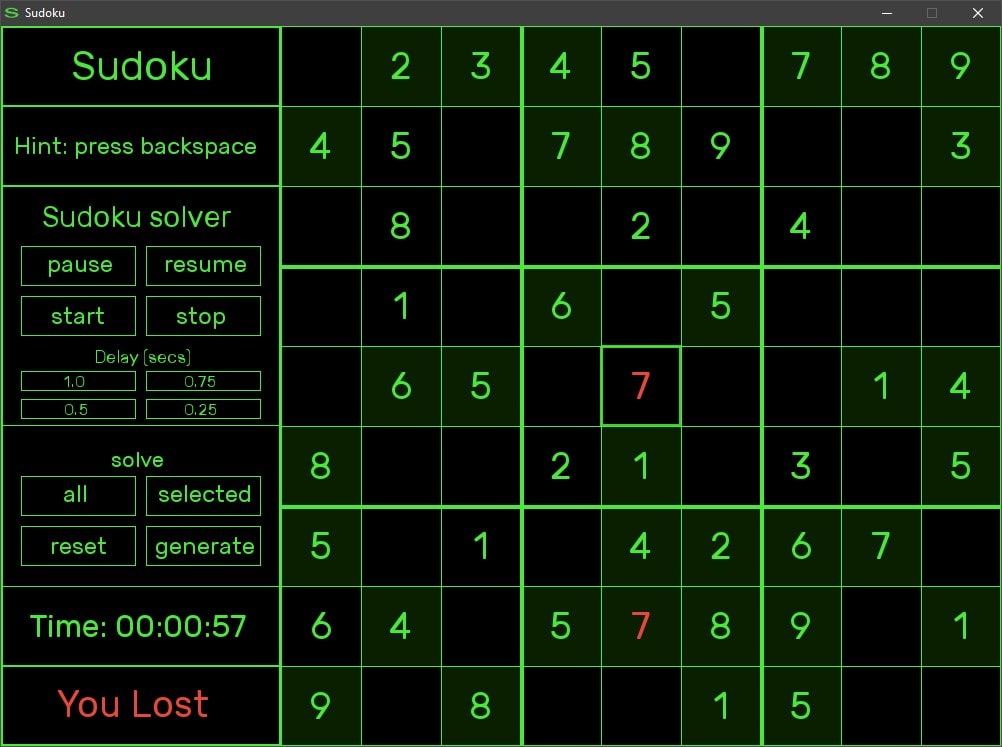 Sudoku
Sudoku
2 3 4 5 7 8 9
Hint: press backspace
4 5 7 8 9 3
Sudoku solver
8 2 4
pause resume
start stop
1 6 5
Delay (secs)
1.0 0.75
0.5 0.25
6 5 7 1 4
solve
8 2 1 3 5
all selected
reset generate
5 1 4 2 6 7
Time: 00:00:57
6 4 5 7 8 9 1
You Lost
9 8 1 5